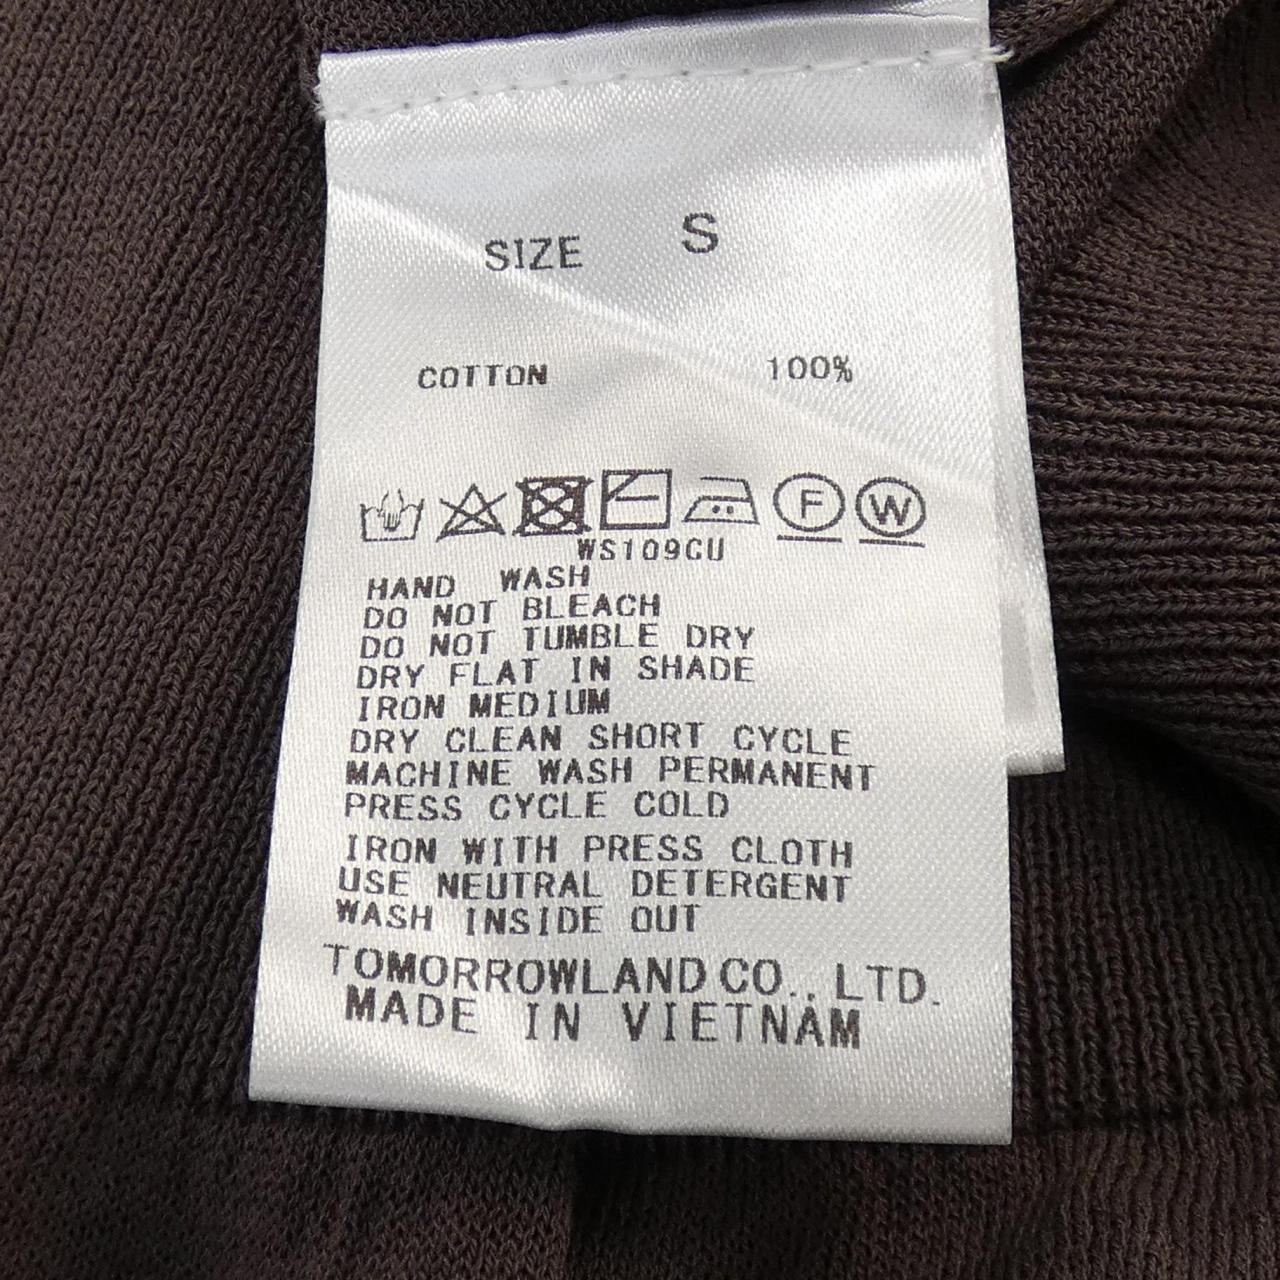 SIZE S
COTTON 100%
F W
WS109CU
HAND WASH
DO NOT BLEACH
DO NOT TUMBLE DRY
DRY FLAT IN SHADE
IRON MEDIUM
DRY CLEAN SHORT CYCLE
MACHINE WASH PERMANENT
PRESS CYCLE COLD
IRON WITH PRESS CLOTH
USE NEUTRAL DETERGENT
WASH INSIDE OUT
TOMORROWLAND CO., LTD.
MADE IN VIETNAM